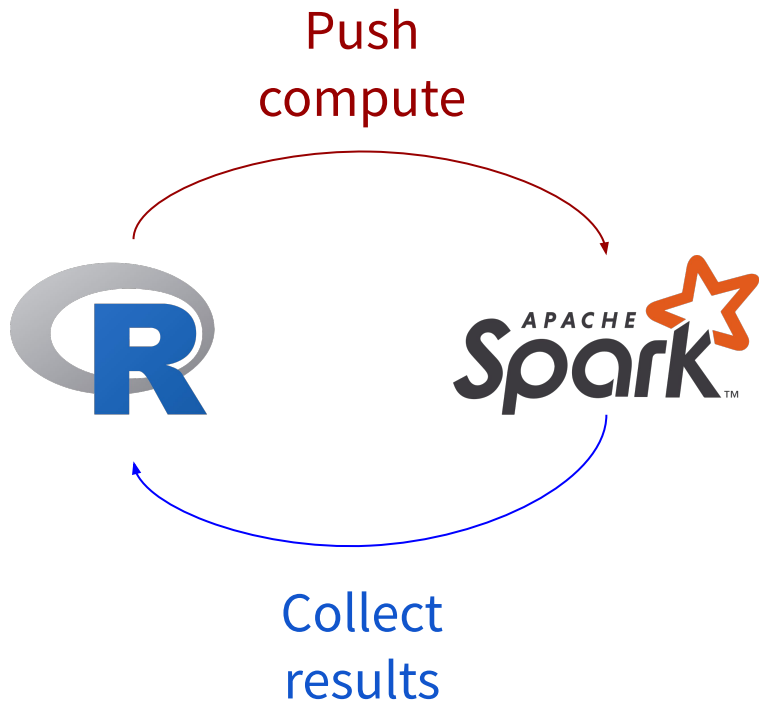 Push
compute
R
APACHE
Spark
TM
Collect
results